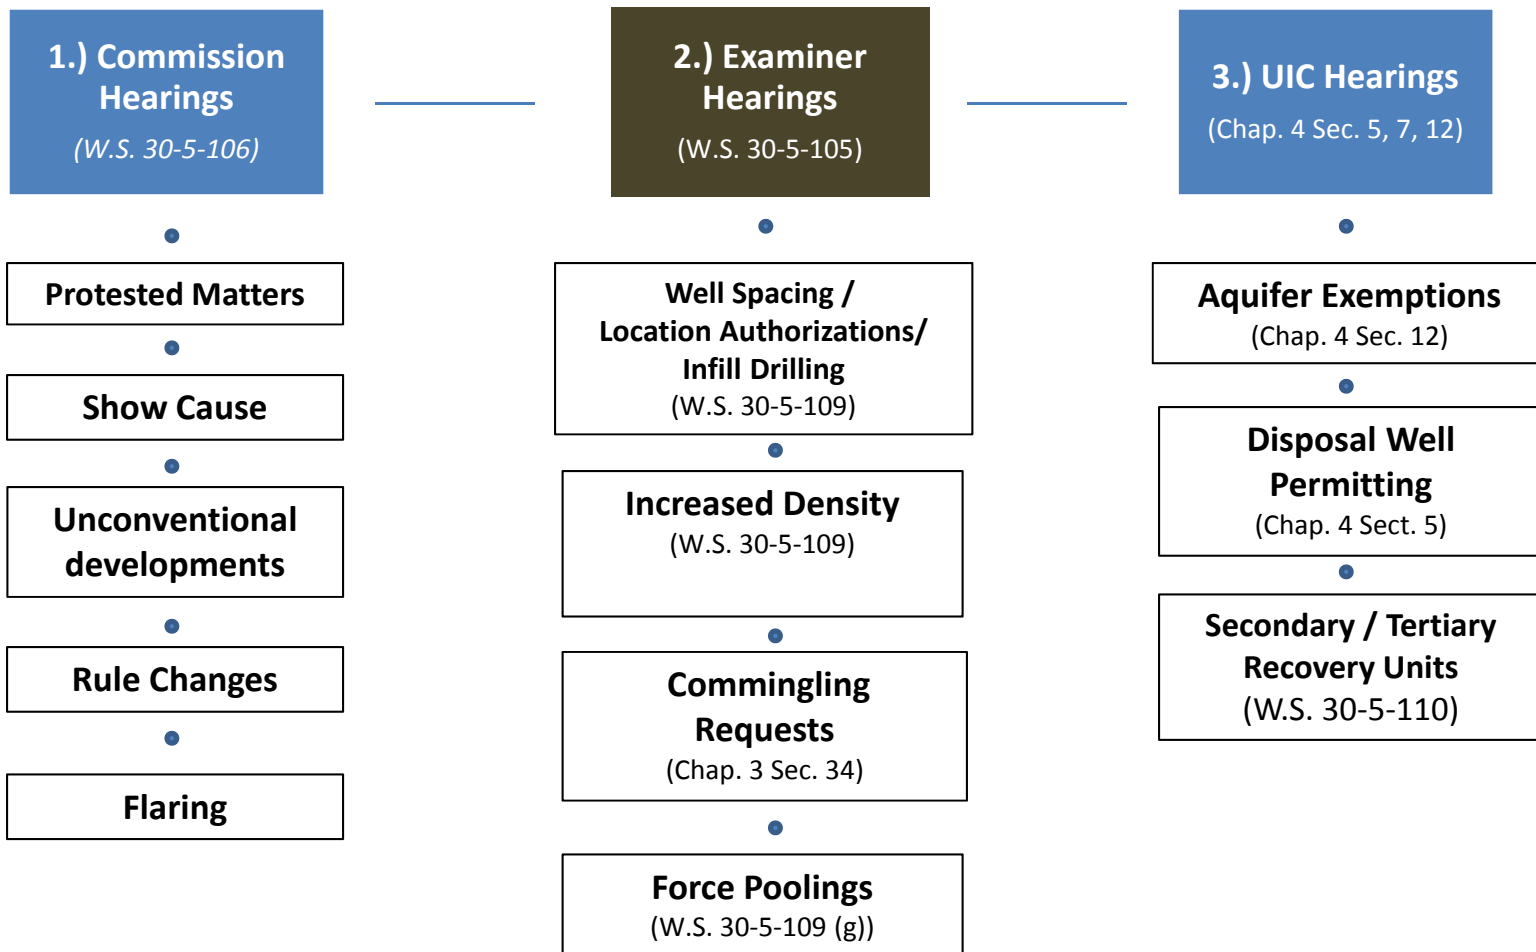 1.) Commission
Hearings
(W.S. 30-5-106)
Protested Matters
Show Cause
Unconventional
developments
Rule Changes
Flaring
2.) Examiner
Hearings
(W.S. 30-5-105)
Well Spacing /
Location Authorizations/
Infill Drilling
(W.S. 30-5-109)
Increased Density
(W.S. 30-5-109)
Commingling
Requests
(Chap. 3 Sec. 34)
Force Poolings
(W.S. 30-5-109 (g))
3.) UIC Hearings
(Chap. 4 Sec. 5, 7, 12)
Aquifer Exemptions
(Chap. 4 Sec. 12)
Disposal Well
Permitting
(Chap. 4 Sect. 5)
Secondary / Tertiary
Recovery Units
(W.S. 30-5-110)